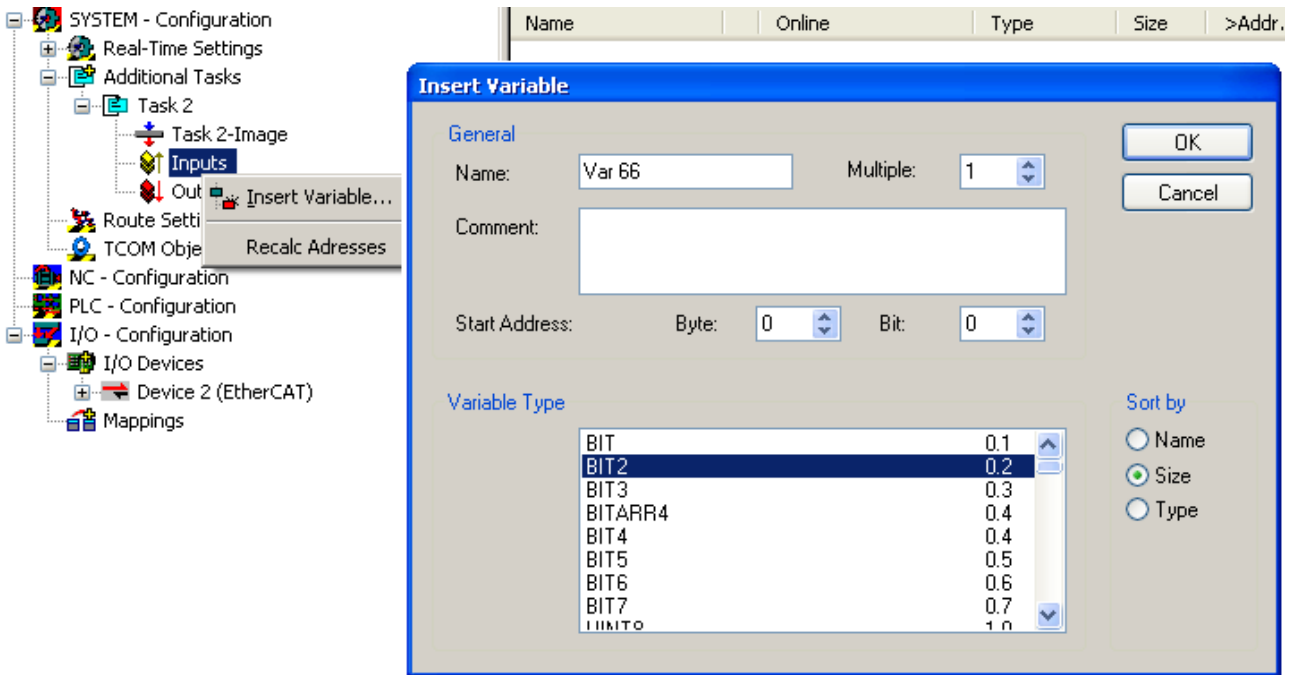 SYSTEM - Configuration
Real-Time Settings
Additional Tasks
Task 2
Task 2-Image
Inputs
Out
Insert Variable...
Recalc Adresses
Route Setti
TCOM Obje
NC - Configuration
PLC - Configuration
I/O - Configuration
I/O Devices
Device 2 (EtherCAT)
Mappings
Name Online Type Size >Addr.
Insert Variable
General
Name: Var 66 Multiple: 1
Comment:
Start Address: Byte: 0 Bit: 0
OK
Cancel
Variable Type
BIT 0.1
BIT2 0.2
BIT3 0.3
BITARR4 0.4
BIT4 0.4
BIT5 0.5
BIT6 0.6
BIT7 0.7
UINT8 1.0
Sort by
Name
Size
Type